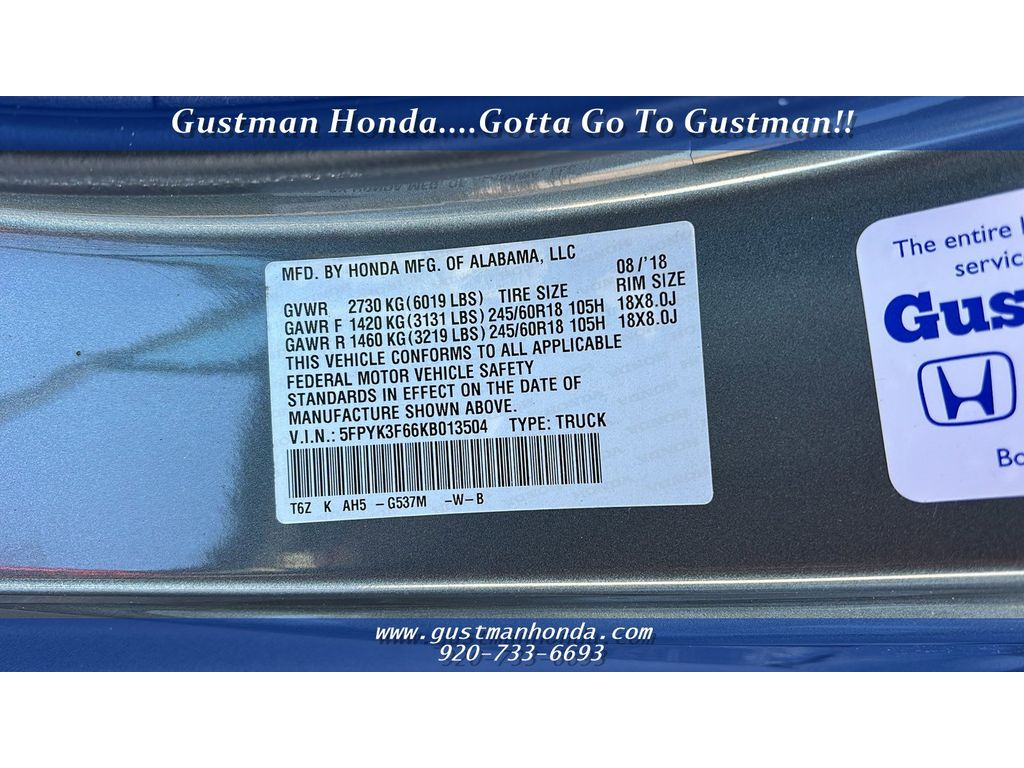 Gustman Honda....Gotta Go To Gustman!!
MFD. BY HONDA MFG. OF ALABAMA, LLC 08/'18
GVWR 2730 KG(6019 LBS) TIRE SIZE RIM SIZE
GAWR F 1420 KG(3131 LBS) 245/60R18 105H 18X8.0J
GAWR R 1460 KG(3219 LBS) 245/60R18 105H 18X8.0J
THIS VEHICLE CONFORMS TO ALL APPLICABLE
FEDERAL MOTOR VEHICLE SAFETY
STANDARDS IN EFFECT ON THE DATE OF
MANUFACTURE SHOWN ABOVE.
V.I.N.: 5FPYK3F66KB013504 TYPE: TRUCK
T6Z K AH5 -G537M -W-B
The entire
servic
Gus
Bo
www.gustmanhonda.com
920-733-6693